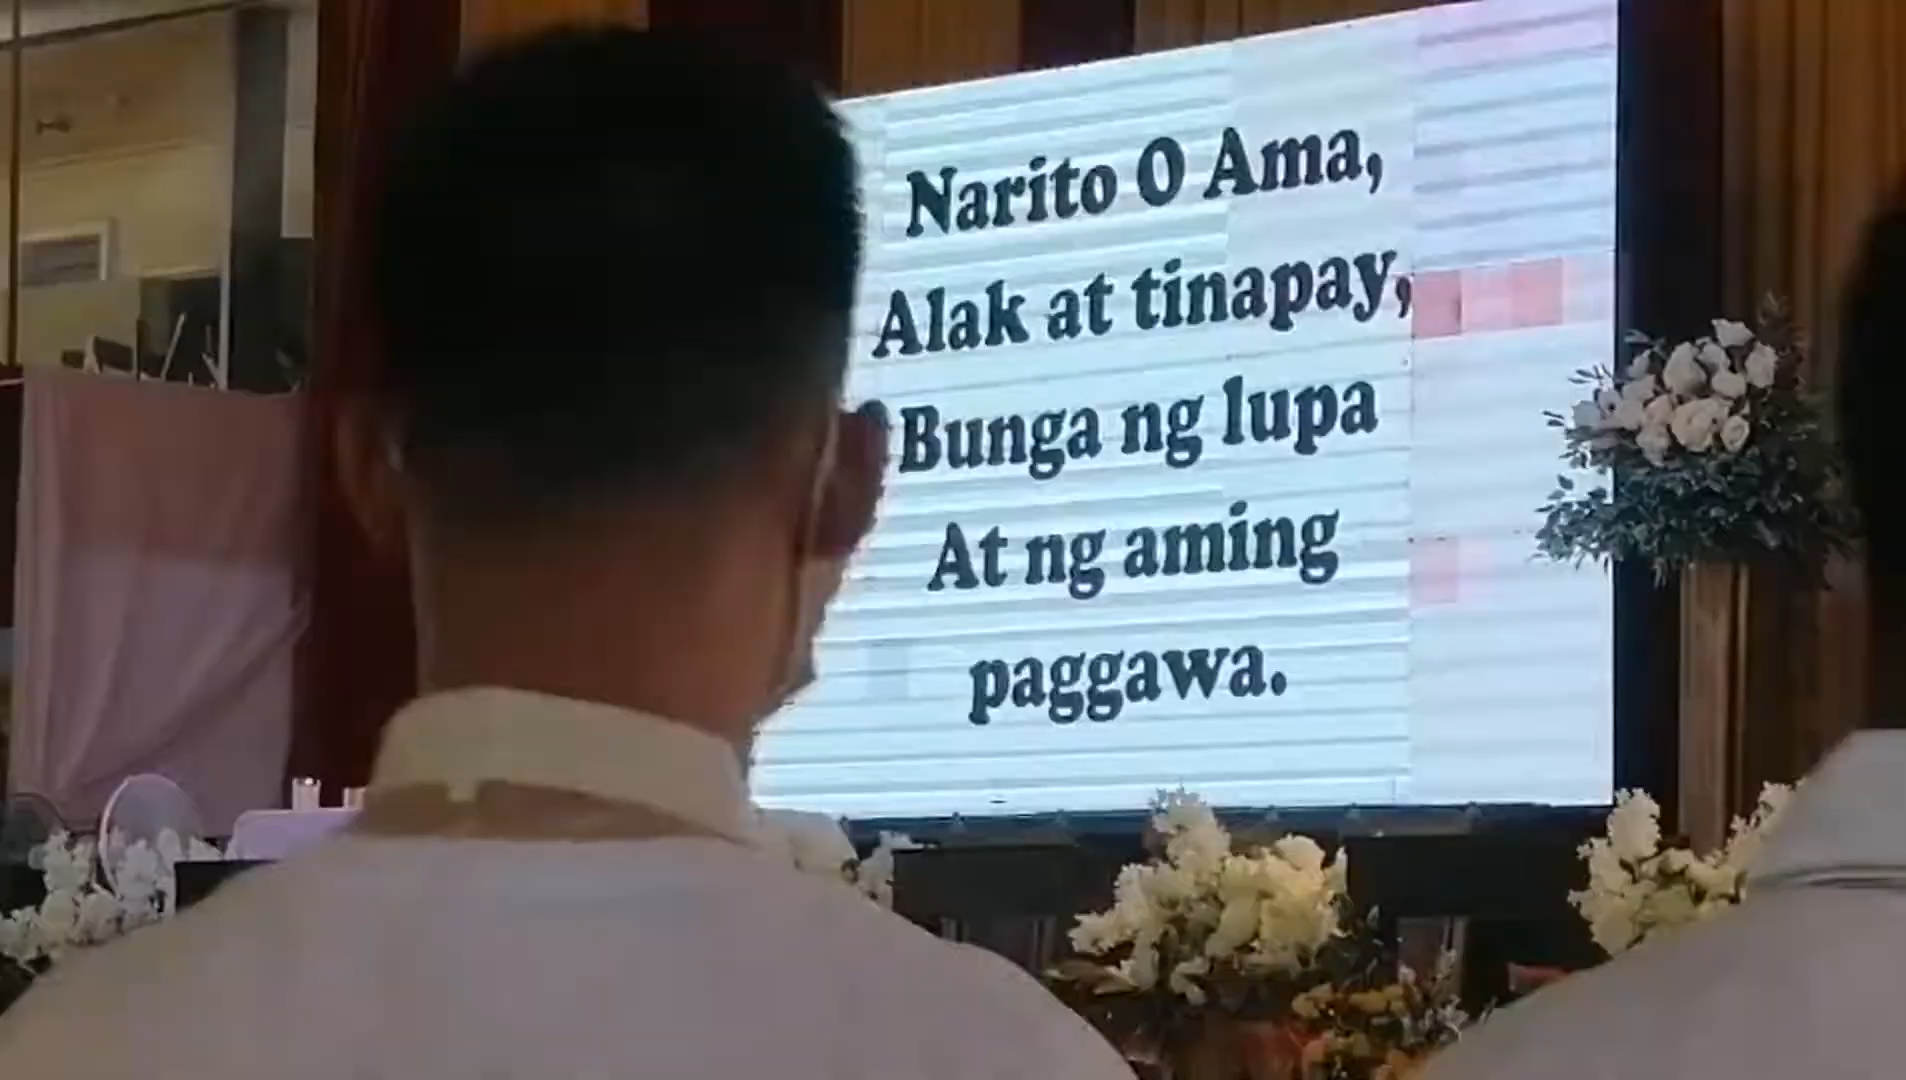 Narito O Ama,
Alak at tinapay,
Bunga ng lupa
At ng aming
paggawa.